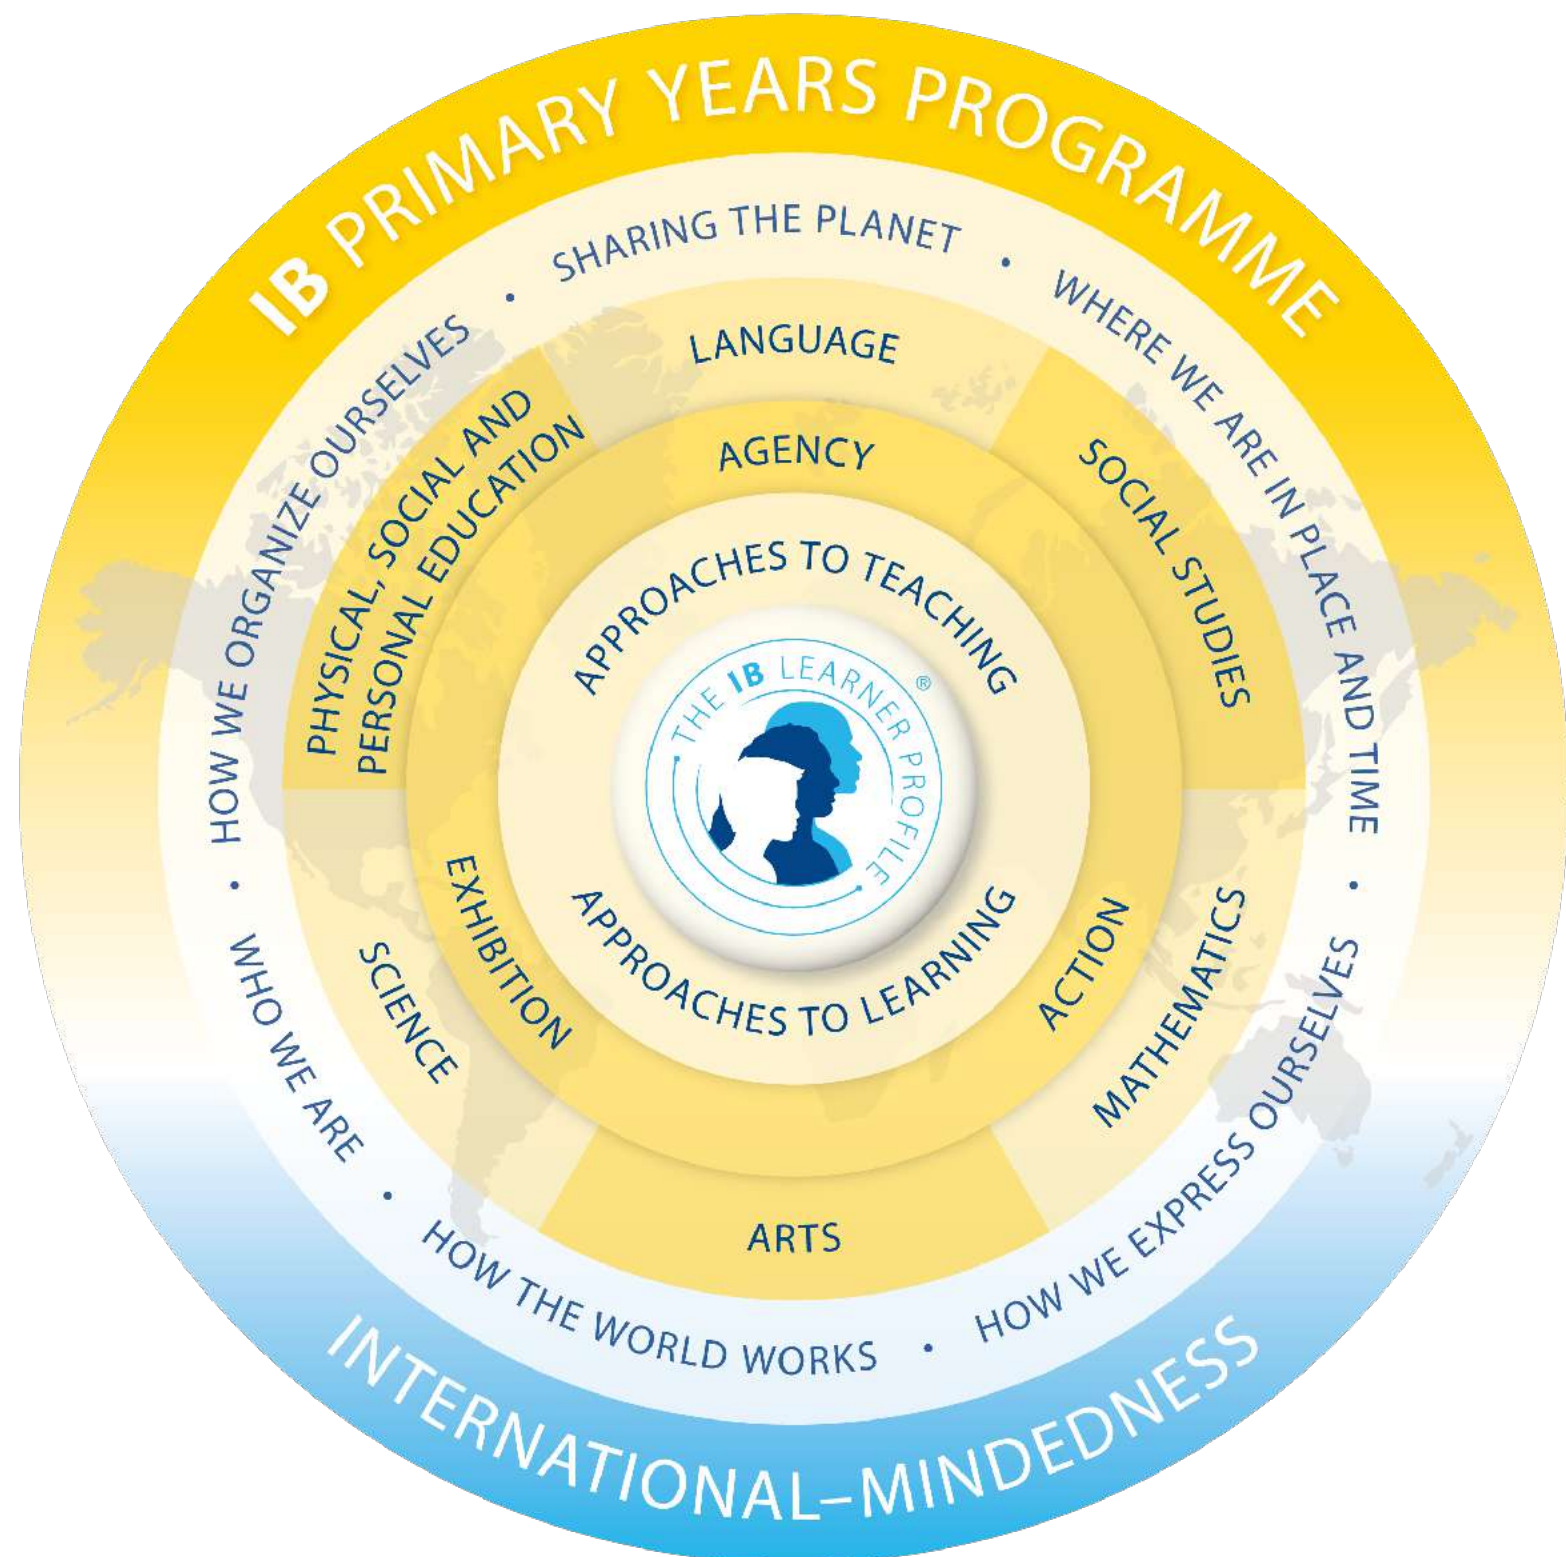 IB PRIMARY YEARS PROGRAMME
SHARING THE PLANET
•
WHERE WE ARE IN PLACE AND TIME
•
HOW WE EXPRESS OURSELVES
•
HOW THE WORLD WORKS
•
WHO WE ARE
•
HOW WE ORGANIZE OURSELVES
•
LANGUAGE
SOCIAL STUDIES
MATHEMATICS
ARTS
SCIENCE
PHYSICAL, SOCIAL AND
PERSONAL EDUCATION
AGENCY
ACTION
EXHIBITION
APPROACHES TO TEACHING
APPROACHES TO LEARNING
THE IB LEARNER PROFILE
®
INTERNATIONAL–MINDEDNESS